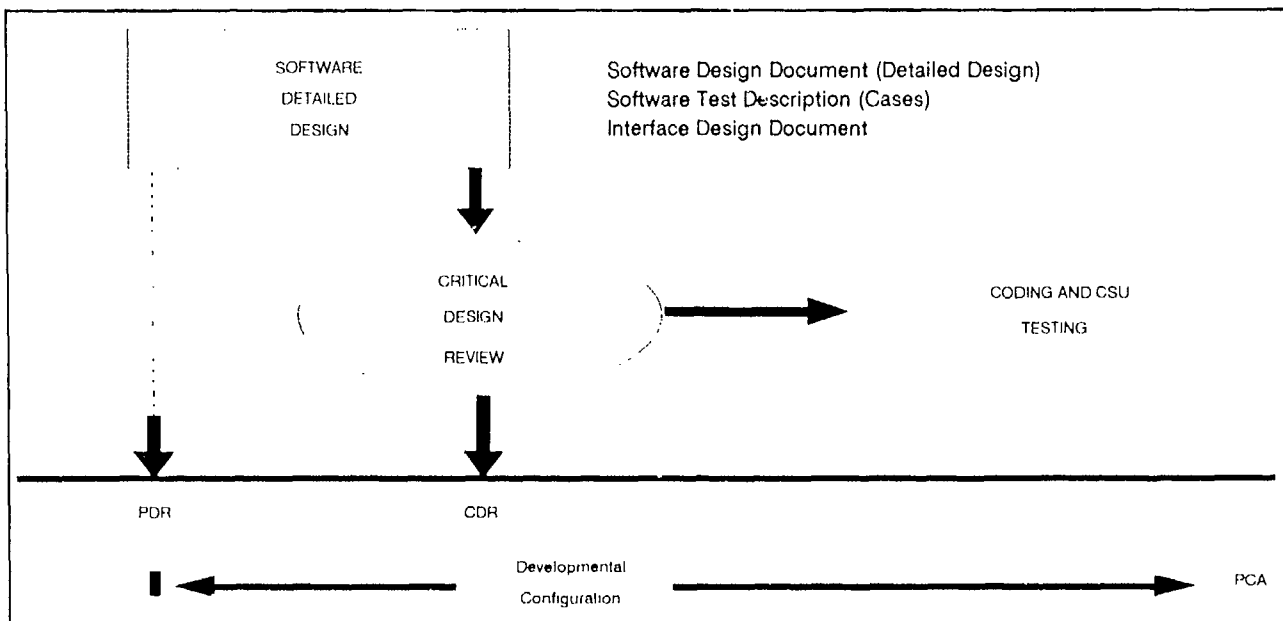 SOFTWARE
DETAILED
DESIGN
Software Design Document (Detailed Design)
Software Test Description (Cases)
Interface Design Document
CRITICAL
DESIGN
REVIEW
CODING AND CSU
TESTING
PDR
CDR
Developmental
Configuration
PCA